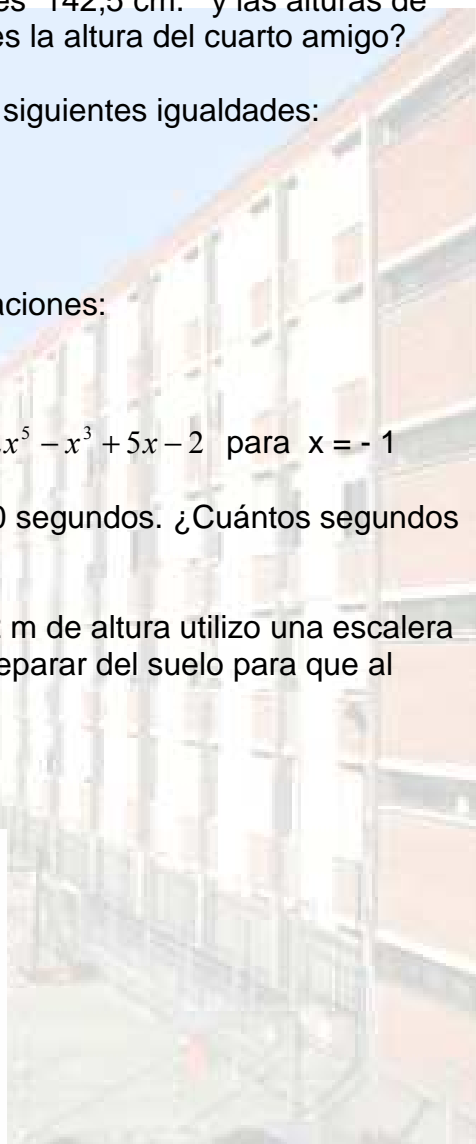 es 142,5 cm. y las alturas de
es la altura del cuarto amigo?
siguientes igualdades:
aciones:
x⁵ − x³ + 5x − 2 para x = - 1
0 segundos. ¿Cuántos segundos
m de altura utilizo una escalera
eparar del suelo para que al